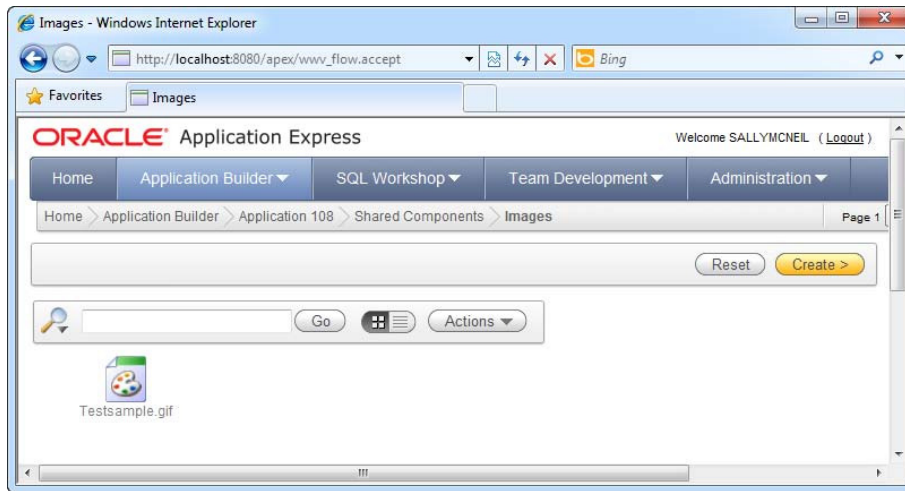 Images - Windows Internet Explorer
http://localhost:8080/apex/wwv_flow.accept
Bing
Favorites
Images
ORACLE Application Express
Welcome SALLYMCNEIL ( Logout )
Home Application Builder SQL Workshop Team Development Administration
Home Application Builder Application 108 Shared Components Images Page 1
Reset Create >
Go Actions
Testsample.gif